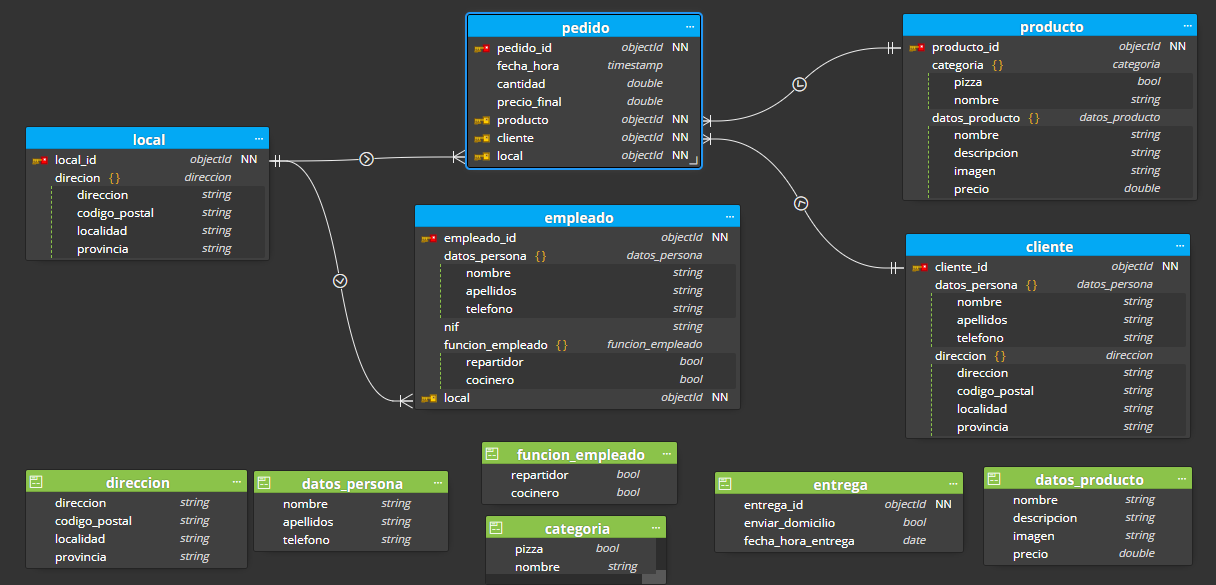 pedido ...
pedido_id objectId NN
fecha_hora timestamp
cantidad double
precio_final double
producto objectId NN
cliente objectId NN
local objectId NN
producto ...
producto_id objectId NN
categoria { } categoria
pizza bool
nombre string
datos_producto { } datos_producto
nombre string
descripcion string
imagen string
precio double
local ...
local_id objectId NN
direcion { } direccion
direccion string
codigo_postal string
localidad string
provincia string
empleado ...
empleado_id objectId NN
datos_persona { } datos_persona
nombre string
apellidos string
telefono string
nif string
funcion_empleado { } funcion_empleado
repartidor bool
cocinero bool
local objectId NN
cliente ...
cliente_id objectId NN
datos_persona { } datos_persona
nombre string
apellidos string
telefono string
direccion { } direccion
direccion string
codigo_postal string
localidad string
provincia string
direccion ...
direccion string
codigo_postal string
localidad string
provincia string
datos_persona ...
nombre string
apellidos string
telefono string
funcion_empleado ...
repartidor bool
cocinero bool
categoria ...
pizza bool
nombre string
entrega ...
entrega_id objectId NN
enviar_domicilio bool
fecha_hora_entrega date
datos_producto ...
nombre string
descripcion string
imagen string
precio double